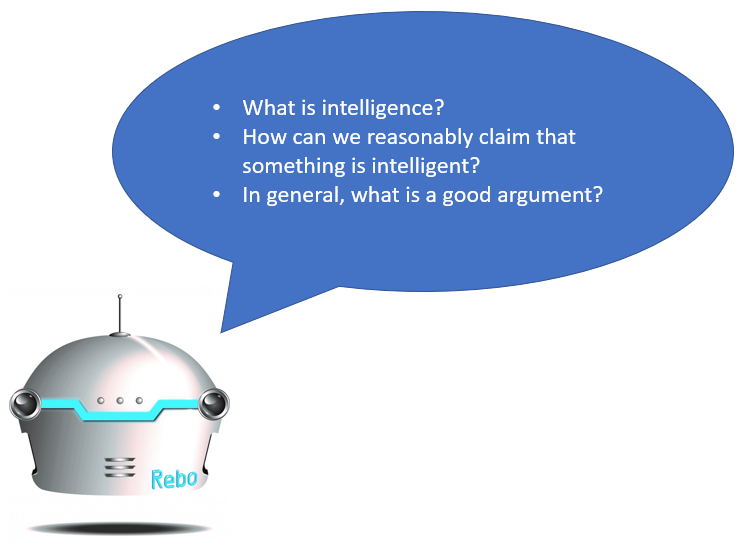 • What is intelligence?
• How can we reasonably claim that
something is intelligent?
• In general, what is a good argument?
Rebo